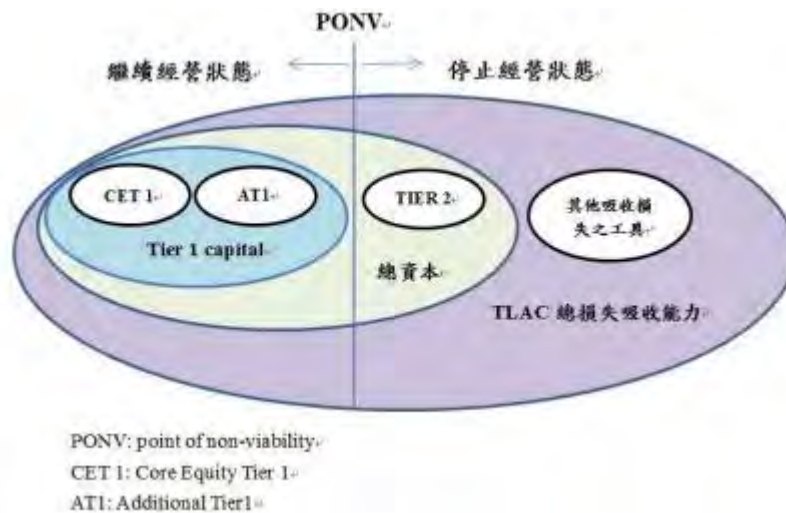 PONV
繼續經營狀態
停止經營狀態
CET 1
AT1
TIER 2
其他吸收損
失之工具
Tier 1 capital
總資本
TLAC 總損失吸收能力
PONV: point of non-viability
CET 1: Core Equity Tier 1
AT1: Additional Tier1